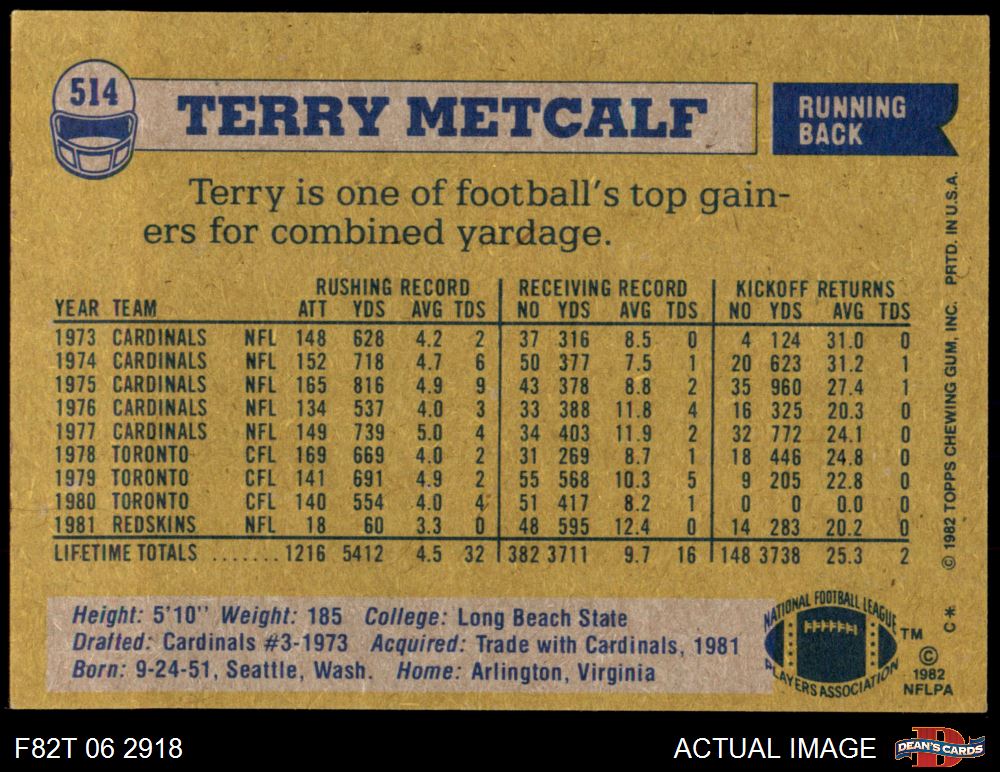 514
TERRY METCALF
RUNNING
BACK
Terry is one of football's top gain-
ers for combined yardage.
RUSHING RECORD RECEIVING RECORD KICKOFF RETURNS
YEAR TEAM ATT YDS AVG TDS NO YDS AVG TDS NO YDS AVG TDS
1973 CARDINALS NFL 148 628 4.2 2 37 316 8.5 0 4 124 31.0 0
1974 CARDINALS NFL 152 718 4.7 6 50 377 7.5 1 20 623 31.2 1
1975 CARDINALS NFL 165 816 4.9 9 43 378 8.8 2 35 960 27.4 1
1976 CARDINALS NFL 134 537 4.0 3 33 388 11.8 4 16 325 20.3 0
1977 CARDINALS NFL 149 739 5.0 4 34 403 11.9 2 32 772 24.1 0
1978 TORONTO CFL 169 669 4.0 2 31 269 8.7 1 18 446 24.8 0
1979 TORONTO CFL 141 691 4.9 2 55 568 10.3 5 9 205 22.8 0
1980 TORONTO CFL 140 554 4.0 4 51 417 8.2 1 0 0 0.0 0
1981 REDSKINS NFL 18 60 3.3 0 48 595 12.4 0 14 283 20.2 0
LIFETIME TOTALS ....... 1216 5412 4.5 32 382 3711 9.7 16 148 3738 25.3 2
Height: 5'10" Weight: 185 College: Long Beach State
Drafted: Cardinals #3-1973 Acquired: Trade with Cardinals, 1981
Born: 9-24-51, Seattle, Wash. Home: Arlington, Virginia
NATIONAL FOOTBALL LEAGUE
PLAYERS ASSOCIATION
TM
©
1982
NFLPA
C *
© 1982 TOPPS CHEWING GUM, INC. PRTD. IN U.S.A.
F82T 06 2918
ACTUAL IMAGE
DEAN'S CARDS